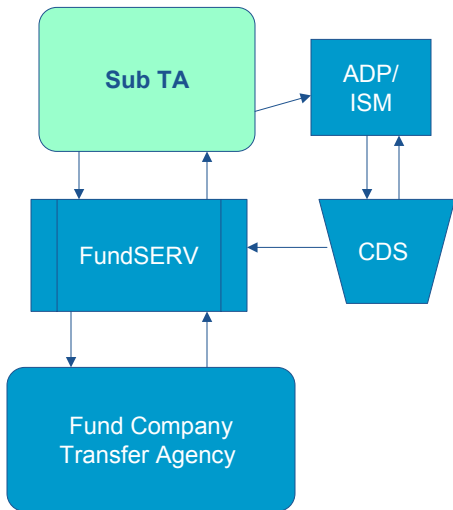 Sub TA
ADP/
ISM
FundSERV
CDS
Fund Company
Transfer Agency